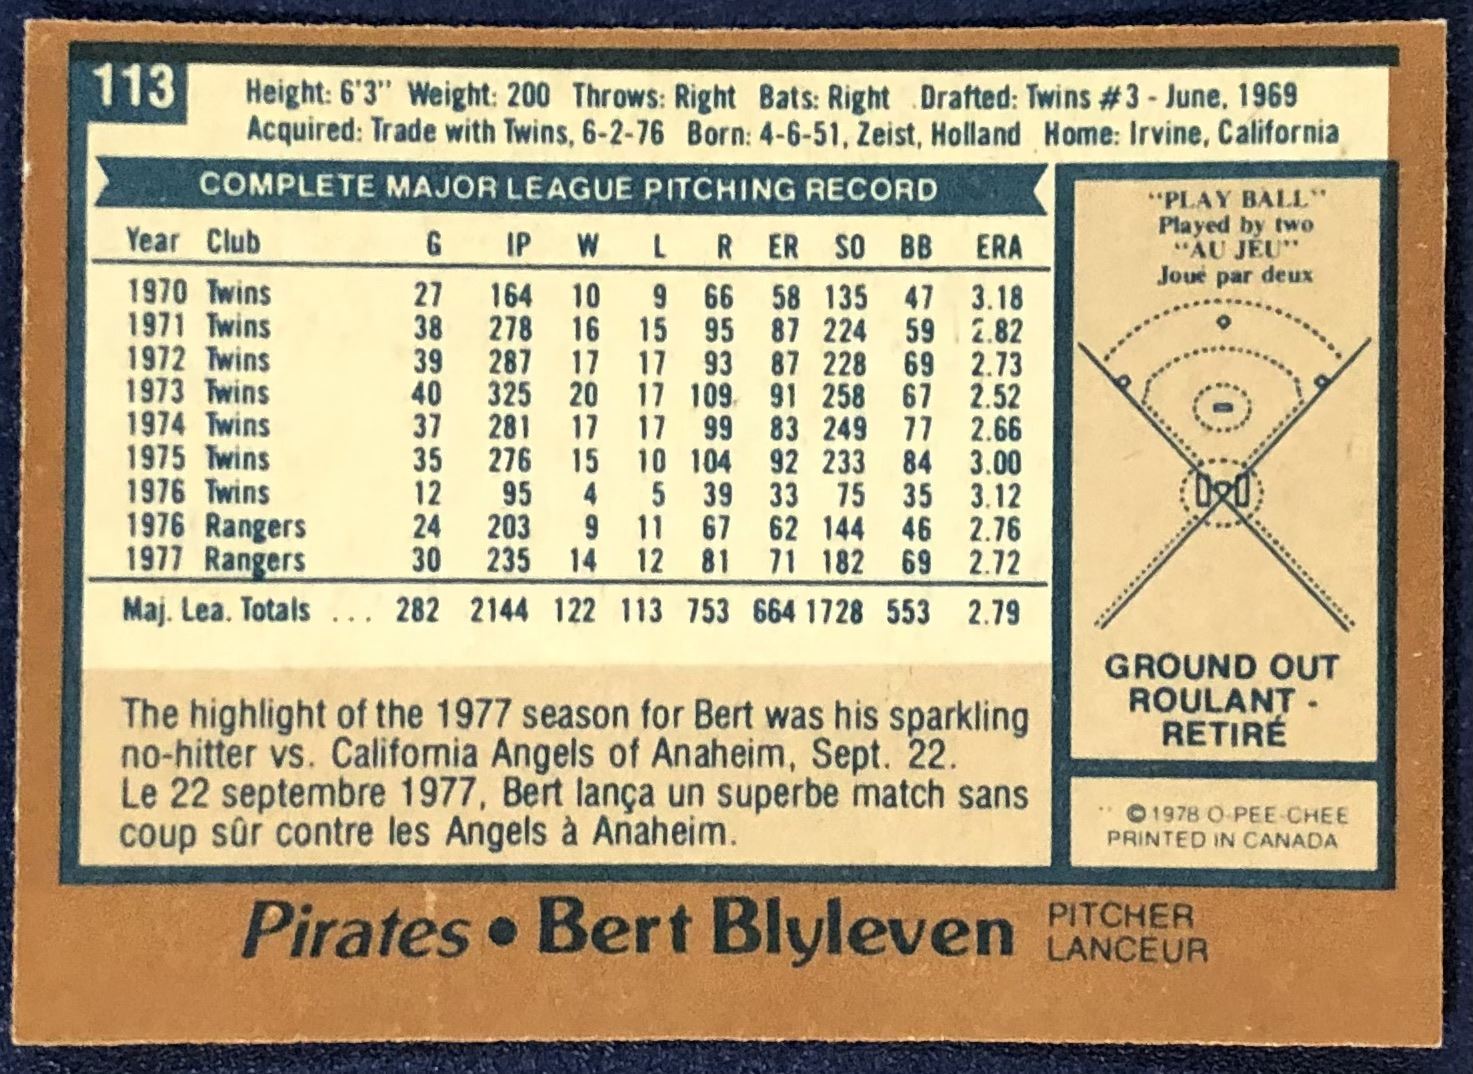 113
Height: 6'3" Weight: 200 Throws: Right Bats: Right Drafted: Twins #3 - June, 1969
Acquired: Trade with Twins, 6-2-76 Born: 4-6-51, Zeist, Holland Home: Irvine, California
COMPLETE MAJOR LEAGUE PITCHING RECORD
Year Club G IP W L R ER SO BB ERA
1970 Twins 27 164 10 9 66 58 135 47 3.18
1971 Twins 38 278 16 15 95 87 224 59 2.82
1972 Twins 39 287 17 17 93 87 228 69 2.73
1973 Twins 40 325 20 17 109 91 258 67 2.52
1974 Twins 37 281 17 17 99 83 249 77 2.66
1975 Twins 35 276 15 10 104 92 233 84 3.00
1976 Twins 12 95 4 5 39 33 75 35 3.12
1976 Rangers 24 203 9 11 67 62 144 46 2.76
1977 Rangers 30 235 14 12 81 71 182 69 2.72
Maj. Lea. Totals ... 282 2144 122 113 753 664 1728 553 2.79
The highlight of the 1977 season for Bert was his sparkling
no-hitter vs. California Angels of Anaheim, Sept. 22.
Le 22 septembre 1977, Bert lança un superbe match sans
coup sûr contre les Angels à Anaheim.
"PLAY BALL"
Played by two
"AU JEU"
Joué par deux
GROUND OUT
ROULANT -
RETIRÉ
© 1978 O-PEE-CHEE
PRINTED IN CANADA
Pirates • Bert Blyleven
PITCHER
LANCEUR